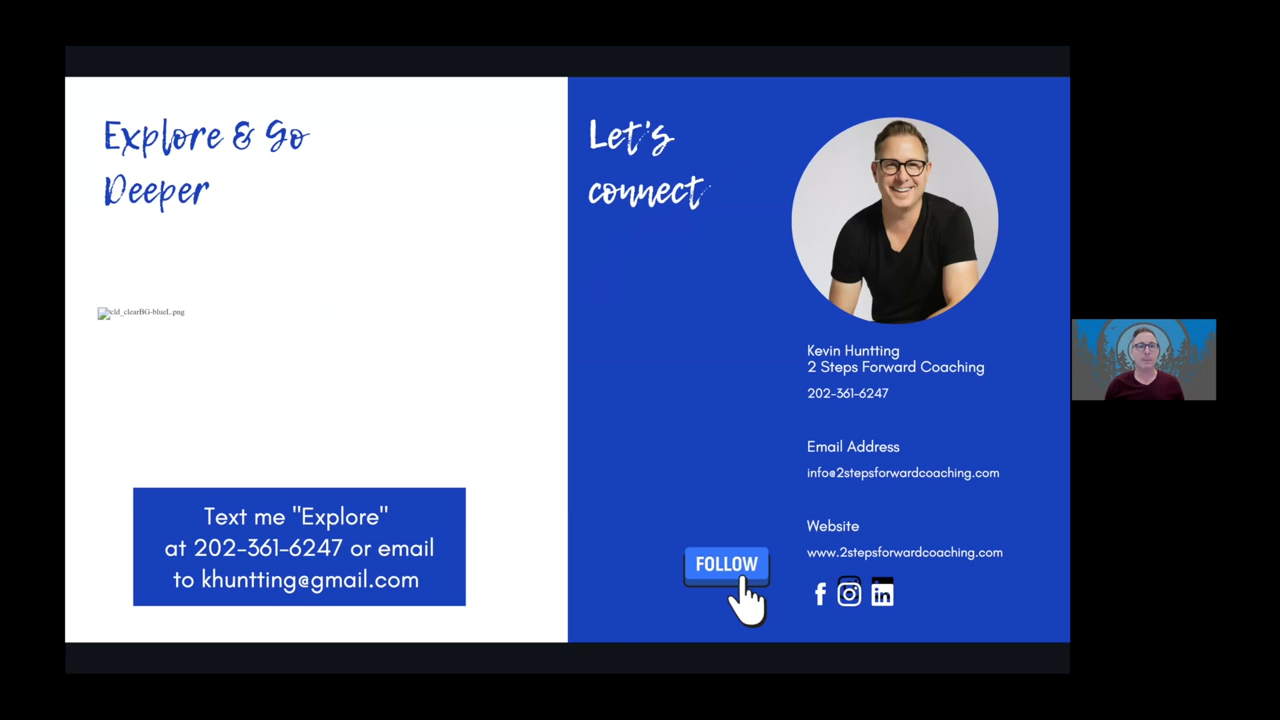 Explore & Go
Deeper
cld_clearBG-blueL.png
Text me "Explore"
at 202-361-6247 or email
to khuntting@gmail.com
Let's
connect
Kevin Huntting
2 Steps Forward Coaching
202-361-6247
Email Address
info@2stepsforwardcoaching.com
Website
www.2stepsforwardcoaching.com
FOLLOW
f
in